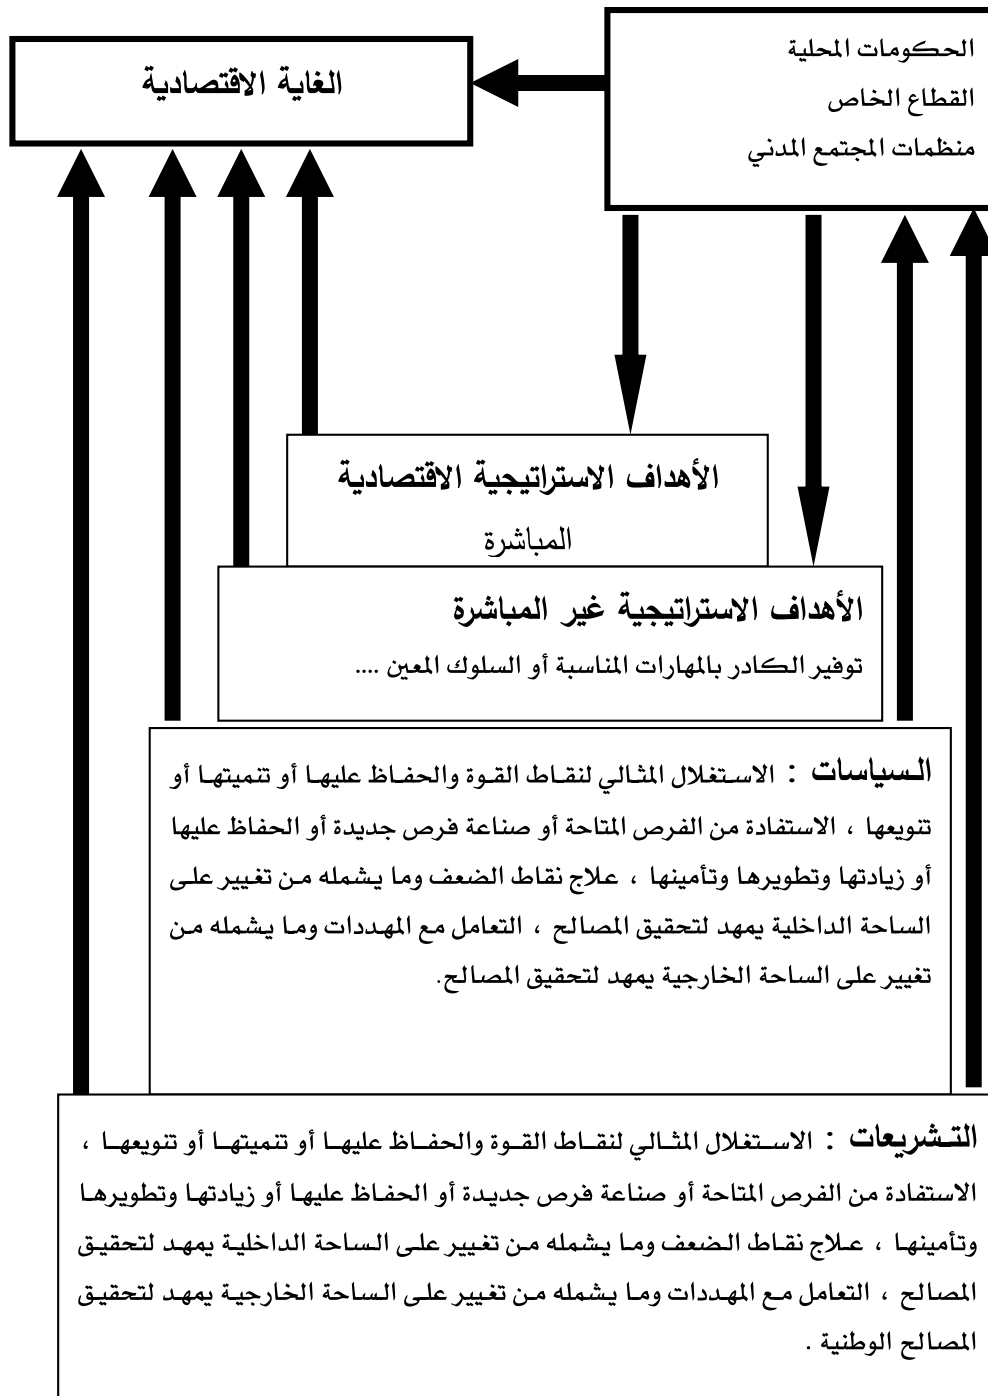 الحكومات المحلية
القطاع الخاص
منظمات المجتمع المدني
الغاية الاقتصادية
الأهداف الاستراتيجية الاقتصادية
المباشرة
الأهداف الاستراتيجية غير المباشرة
توفير الكادر بالمهارات المناسبة أو السلوك المعين ....
السياسات : الاستغلال المثالي لنقاط القوة والحفاظ عليها أو تنميتها أو
تنويعها ، الاستفادة من الفرص المتاحة أو صناعة فرص جديدة أو الحفاظ عليها
أو زيادتها وتطويرها وتأمينها ، علاج نقاط الضعف وما يشمله من تغيير على
الساحة الداخلية يمهد لتحقيق المصالح ، التعامل مع المهددات وما يشمله من
تغيير على الساحة الخارجية يمهد لتحقيق المصالح.
التشريعات : الاستغلال المثالي لنقاط القوة والحفاظ عليها أو تنميتها أو تنويعها ،
الاستفادة من الفرص المتاحة أو صناعة فرص جديدة أو الحفاظ عليها أو زيادتها وتطويرها
وتأمينها ، علاج نقاط الضعف وما يشمله من تغيير على الساحة الداخلية يمهد لتحقيق
المصالح ، التعامل مع المهددات وما يشمله من تغيير على الساحة الخارجية يمهد لتحقيق
المصالح الوطنية .